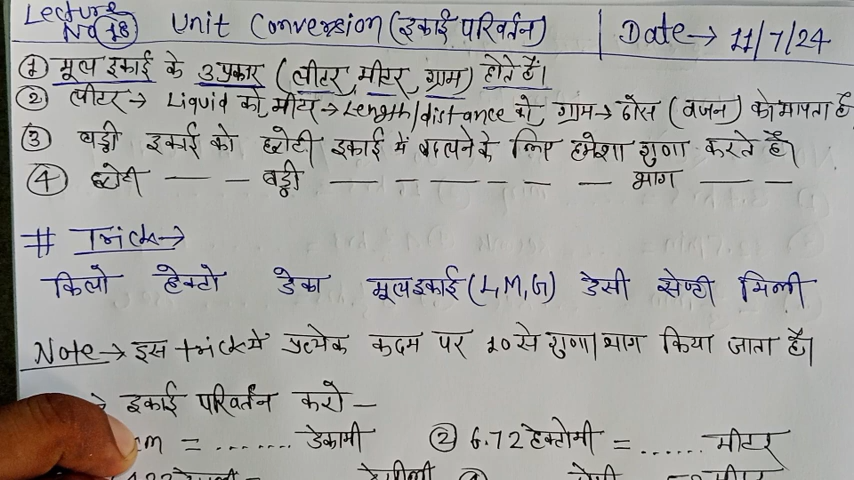 Lecture No 18 Unit Conversion (इकाई परिवर्तन) Date→ 11/7/24
① मूल इकाई के 3 प्रकार (लीटर, मीटर, ग्राम) होते हैं।
② लीटर→ Liquid को, मीटर→ Length/distance को, ग्राम→ ठोस (वजन) को मापता है
③ बड़ी इकाई को छोटी इकाई में बदलने के लिए हमेशा गुणा करते हैं।
④ छोटी — — बड़ी — — — — — — भाग — —
# Trick→
किलो हेक्टो डेका मूल इकाई (L, M, G) डेसी सेण्टी मिली
Note→ इस trick में प्रत्येक कदम पर 10 से गुणा/भाग किया जाता है।
इकाई परिवर्तन करो—
m = ....... डेकामी ② 6.72 हेक्टोमी = ...... मीटर